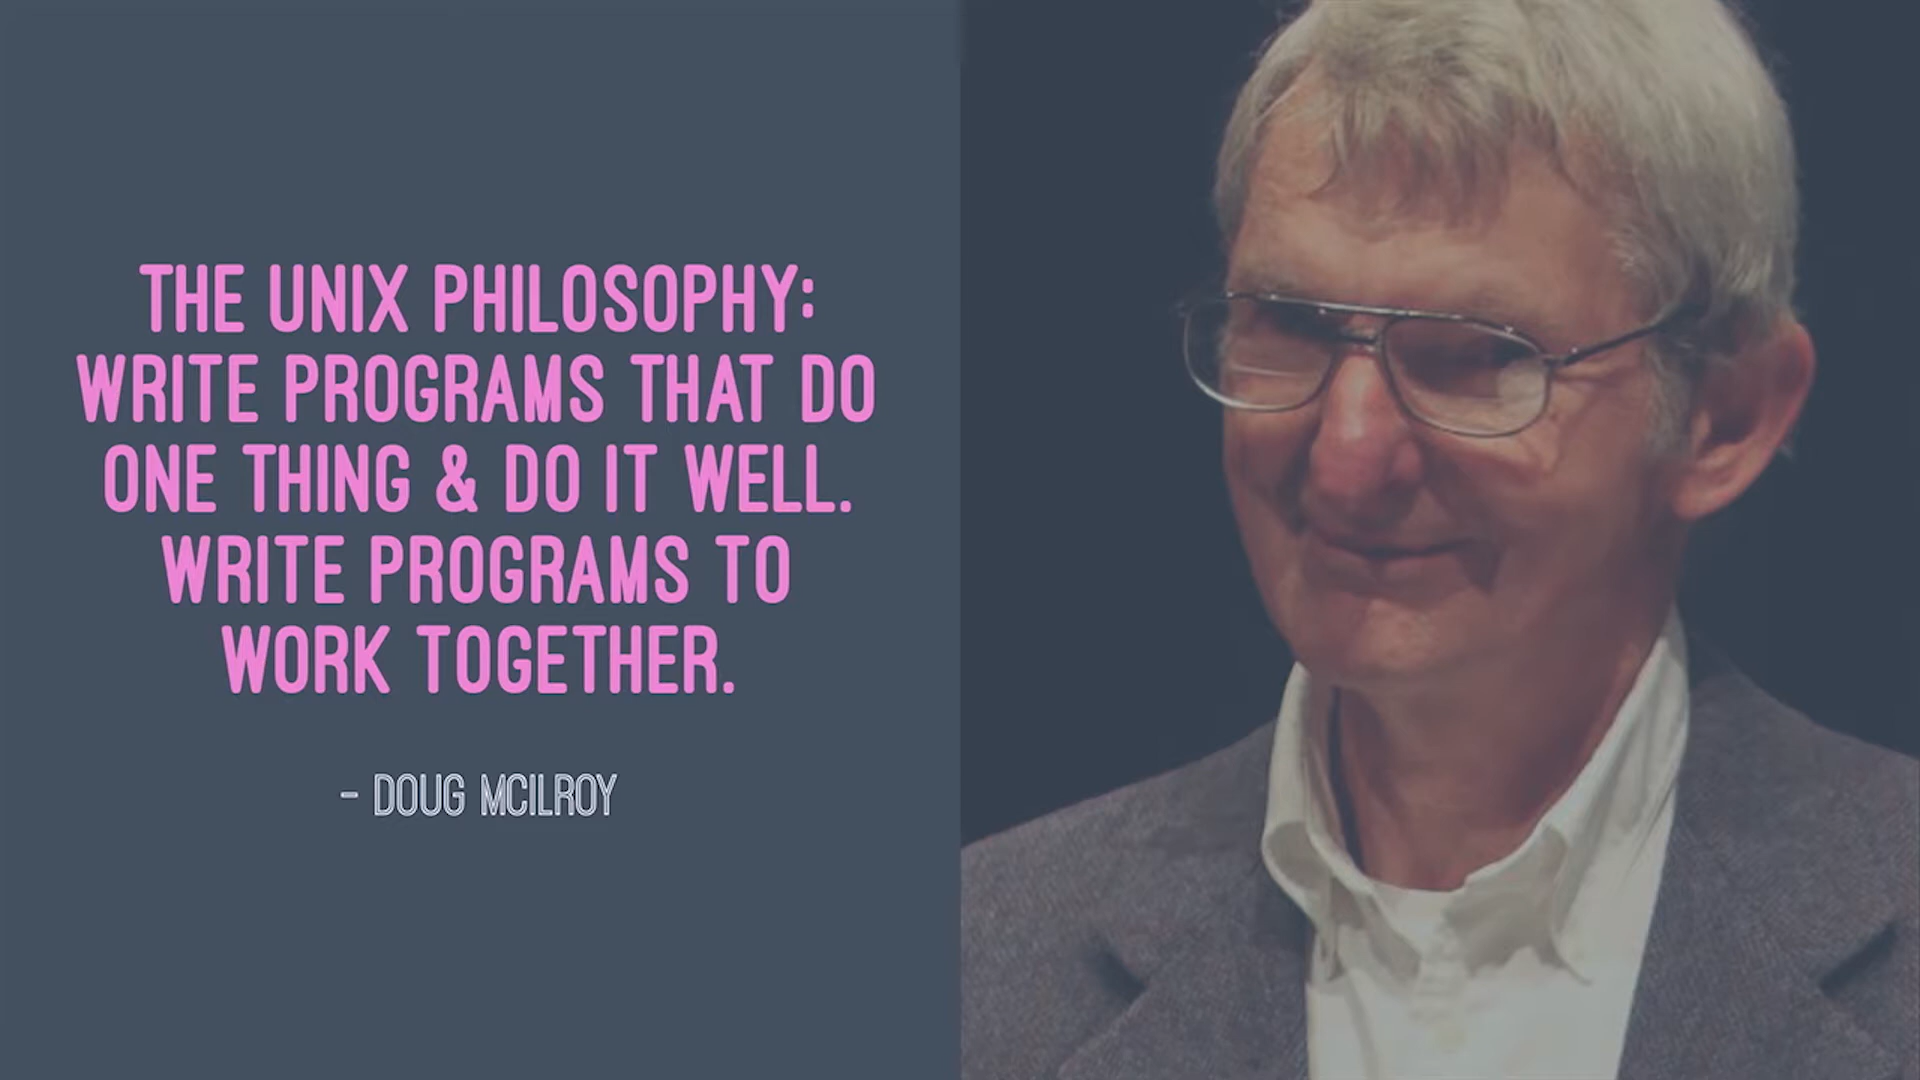 THE UNIX PHILOSOPHY:
WRITE PROGRAMS THAT DO
ONE THING & DO IT WELL.
WRITE PROGRAMS TO
WORK TOGETHER.
- DOUG MCILROY